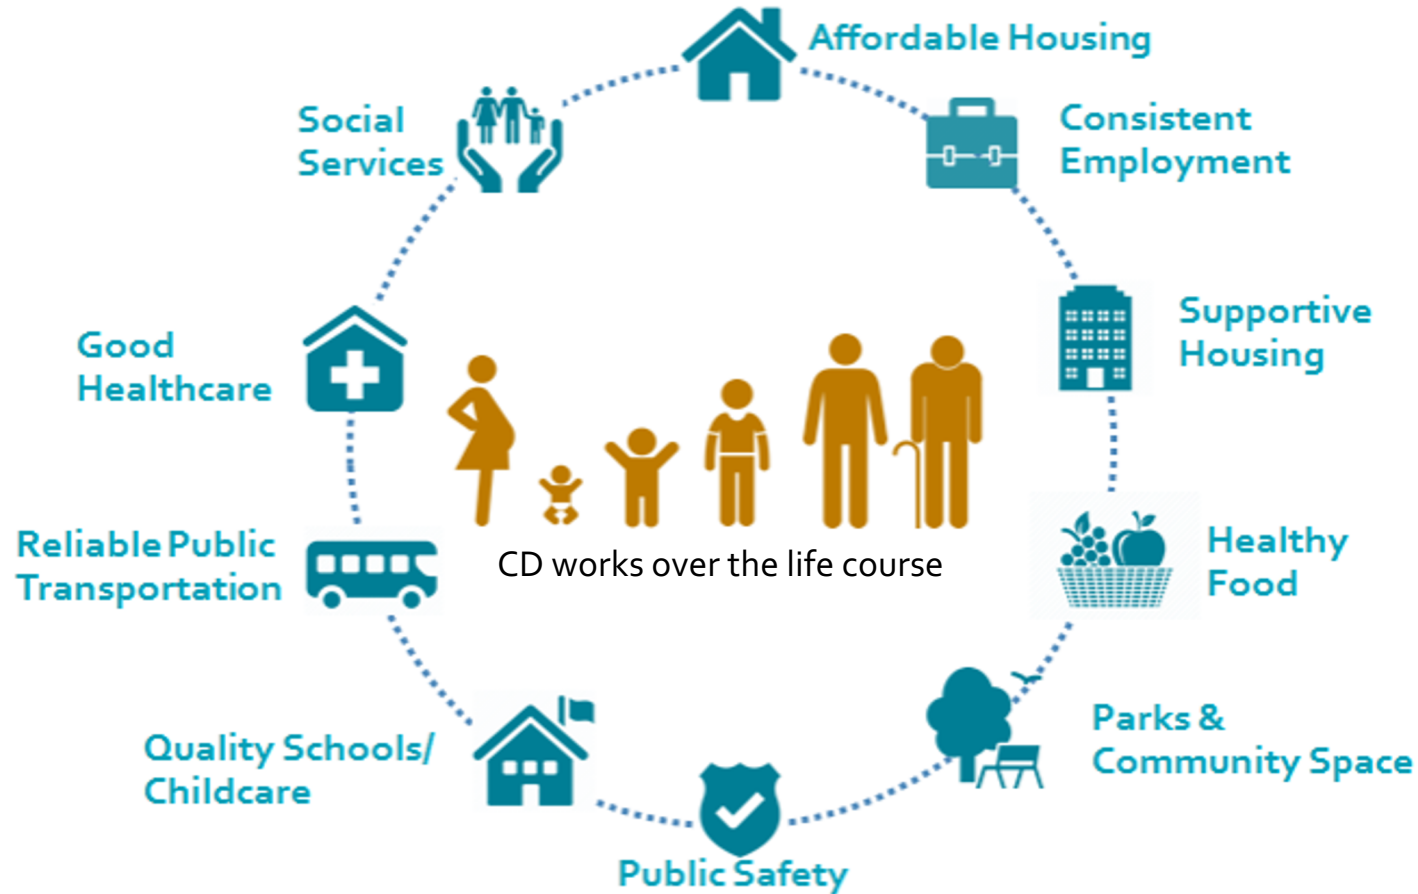 Affordable Housing
Consistent
Employment
Supportive
Housing
Healthy
Food
Parks &
Community Space
Public Safety
Quality Schools/
Childcare
Reliable Public
Transportation
Good
Healthcare
Social
Services
CD works over the life course